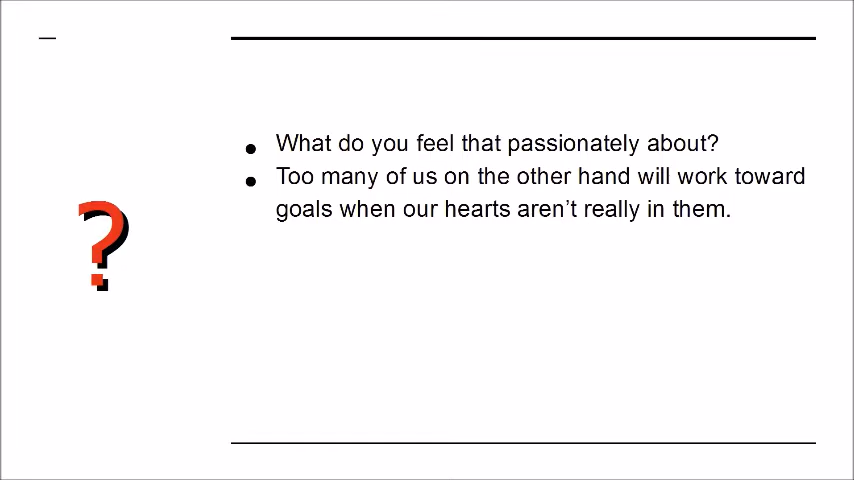 ?
• What do you feel that passionately about?
• Too many of us on the other hand will work toward
goals when our hearts aren’t really in them.